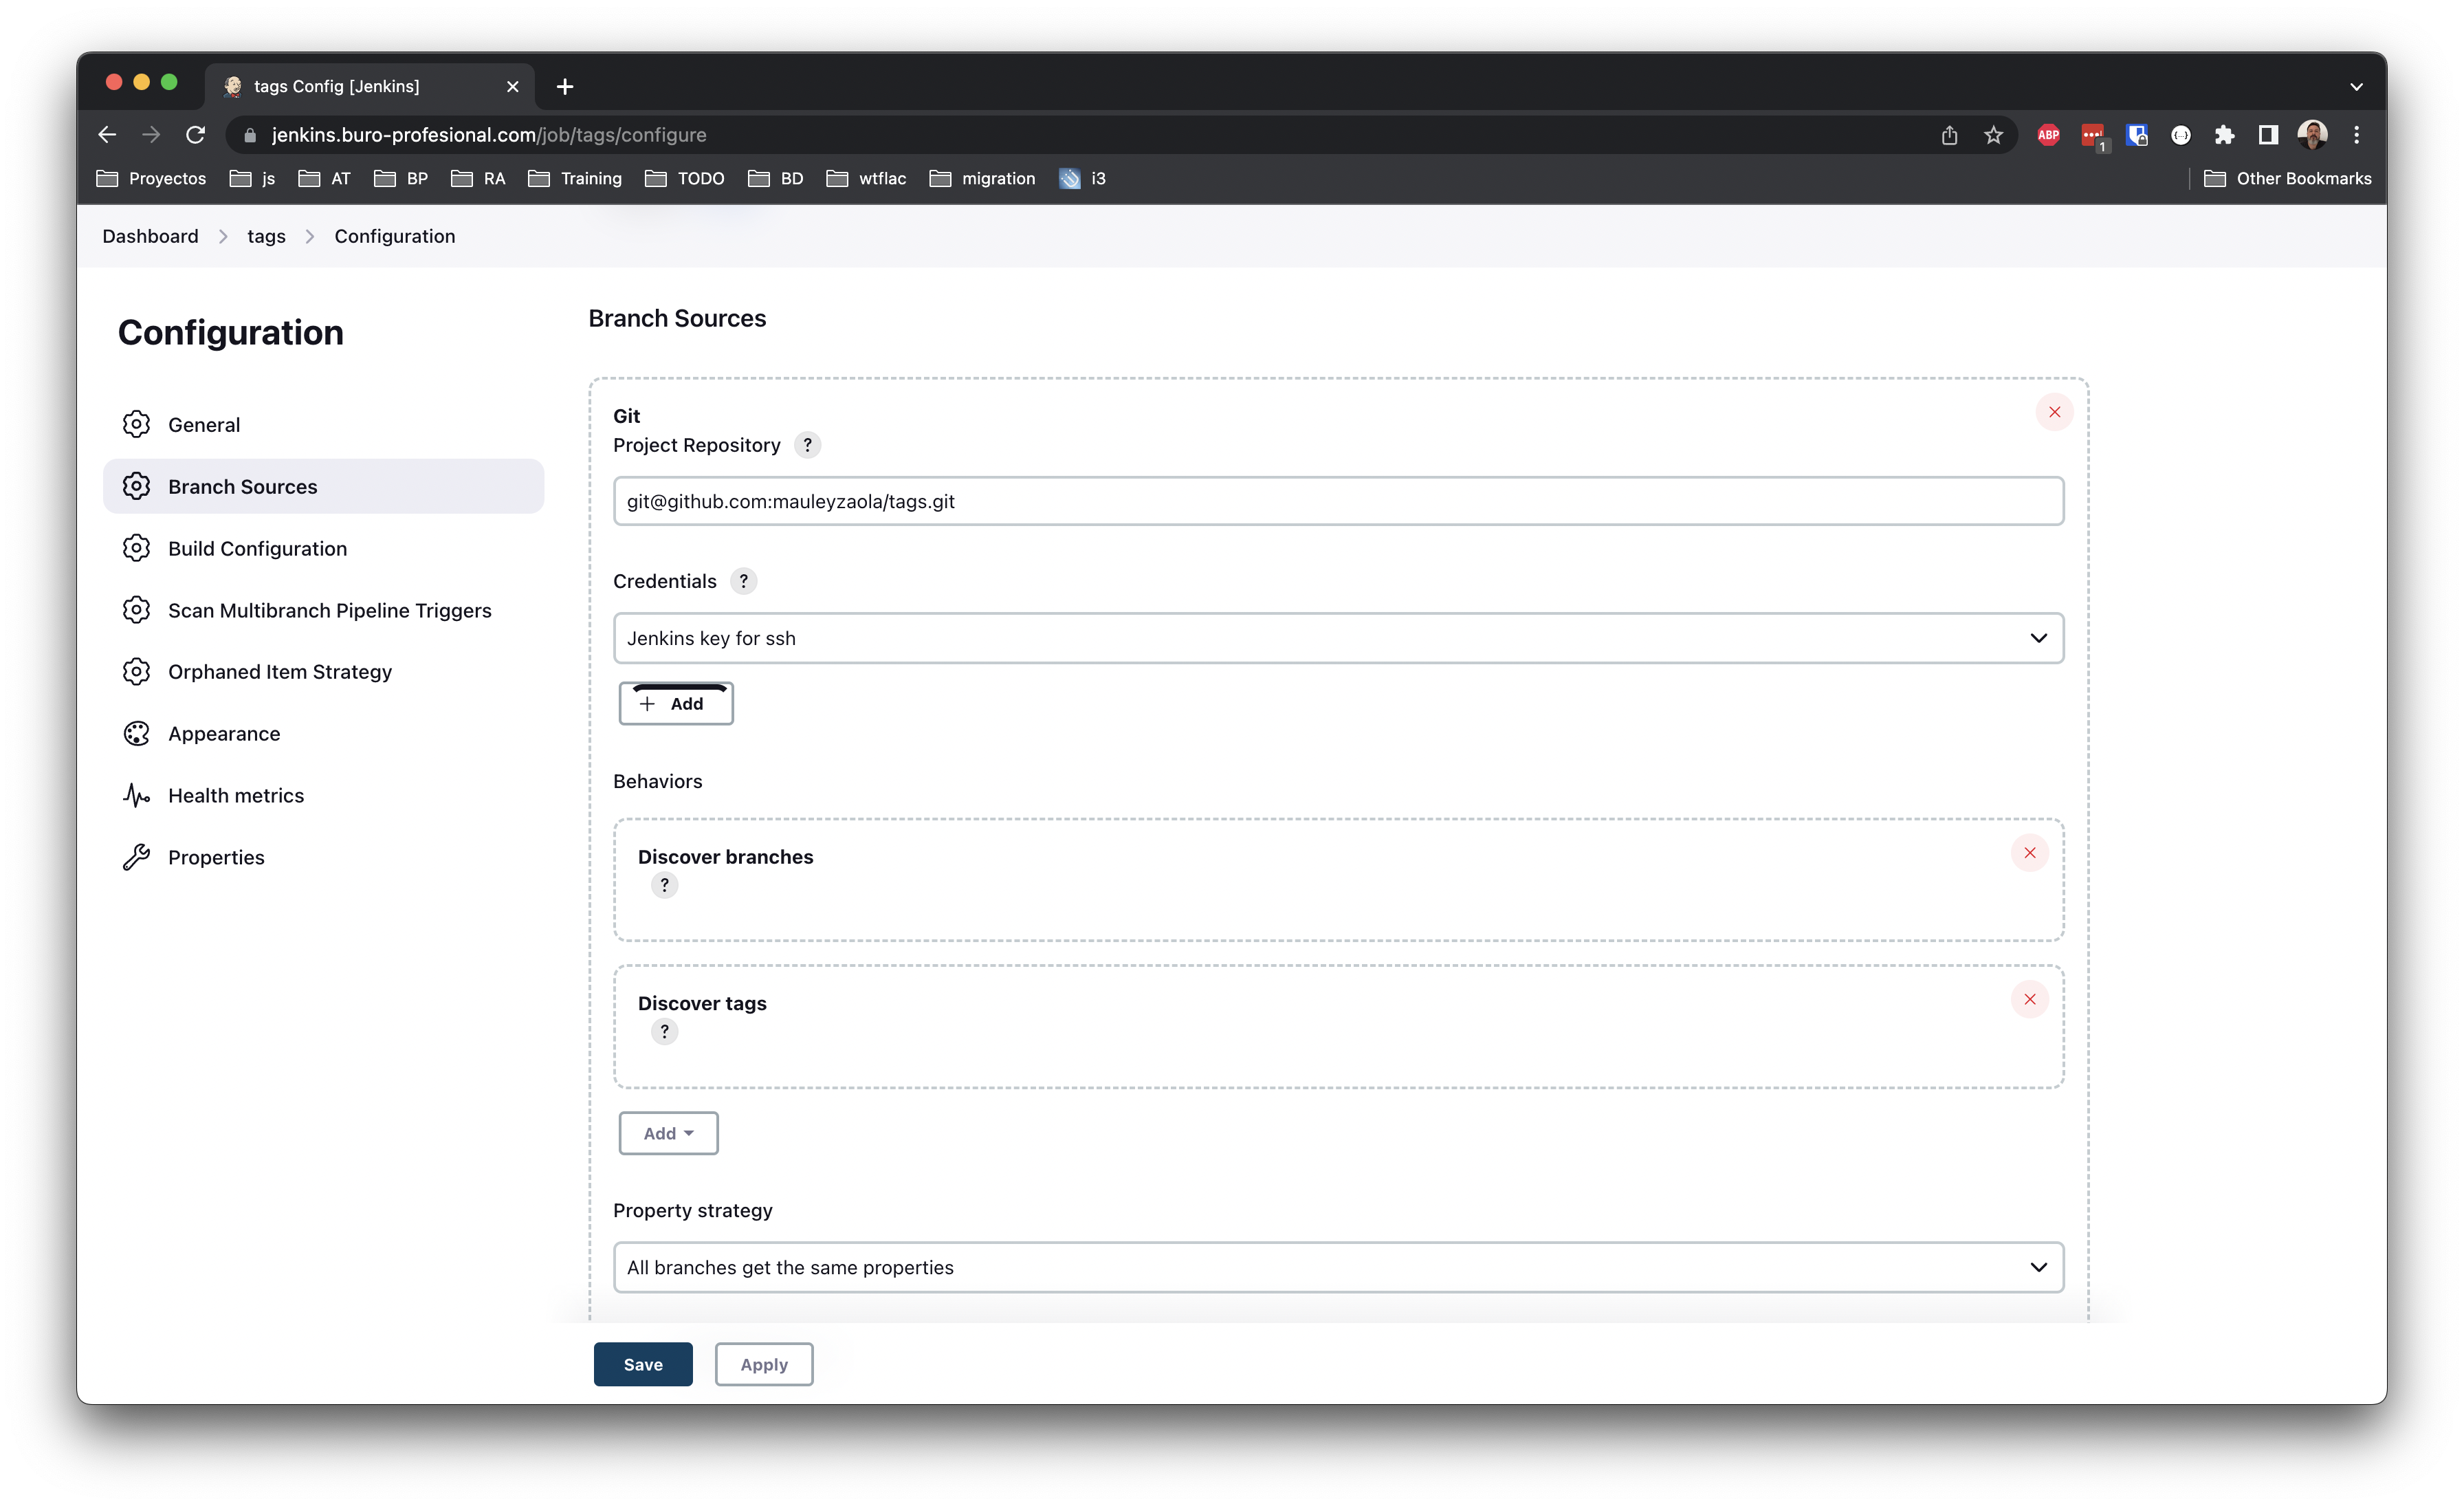 tags Config [Jenkins]
jenkins.buro-profesional.com/job/tags/configure
ABP
1
Proyectos js AT BP RA Training TODO BD wtflac migration i3 Other Bookmarks
Dashboard tags Configuration
Configuration
General
Branch Sources
Build Configuration
Scan Multibranch Pipeline Triggers
Orphaned Item Strategy
Appearance
Health metrics
Properties
Branch Sources
Git
Project Repository ?
git@github.com:mauleyzaola/tags.git
Credentials ?
Jenkins key for ssh
+ Add
Behaviors
Discover branches
?
Discover tags
?
Add
Property strategy
All branches get the same properties
Save Apply